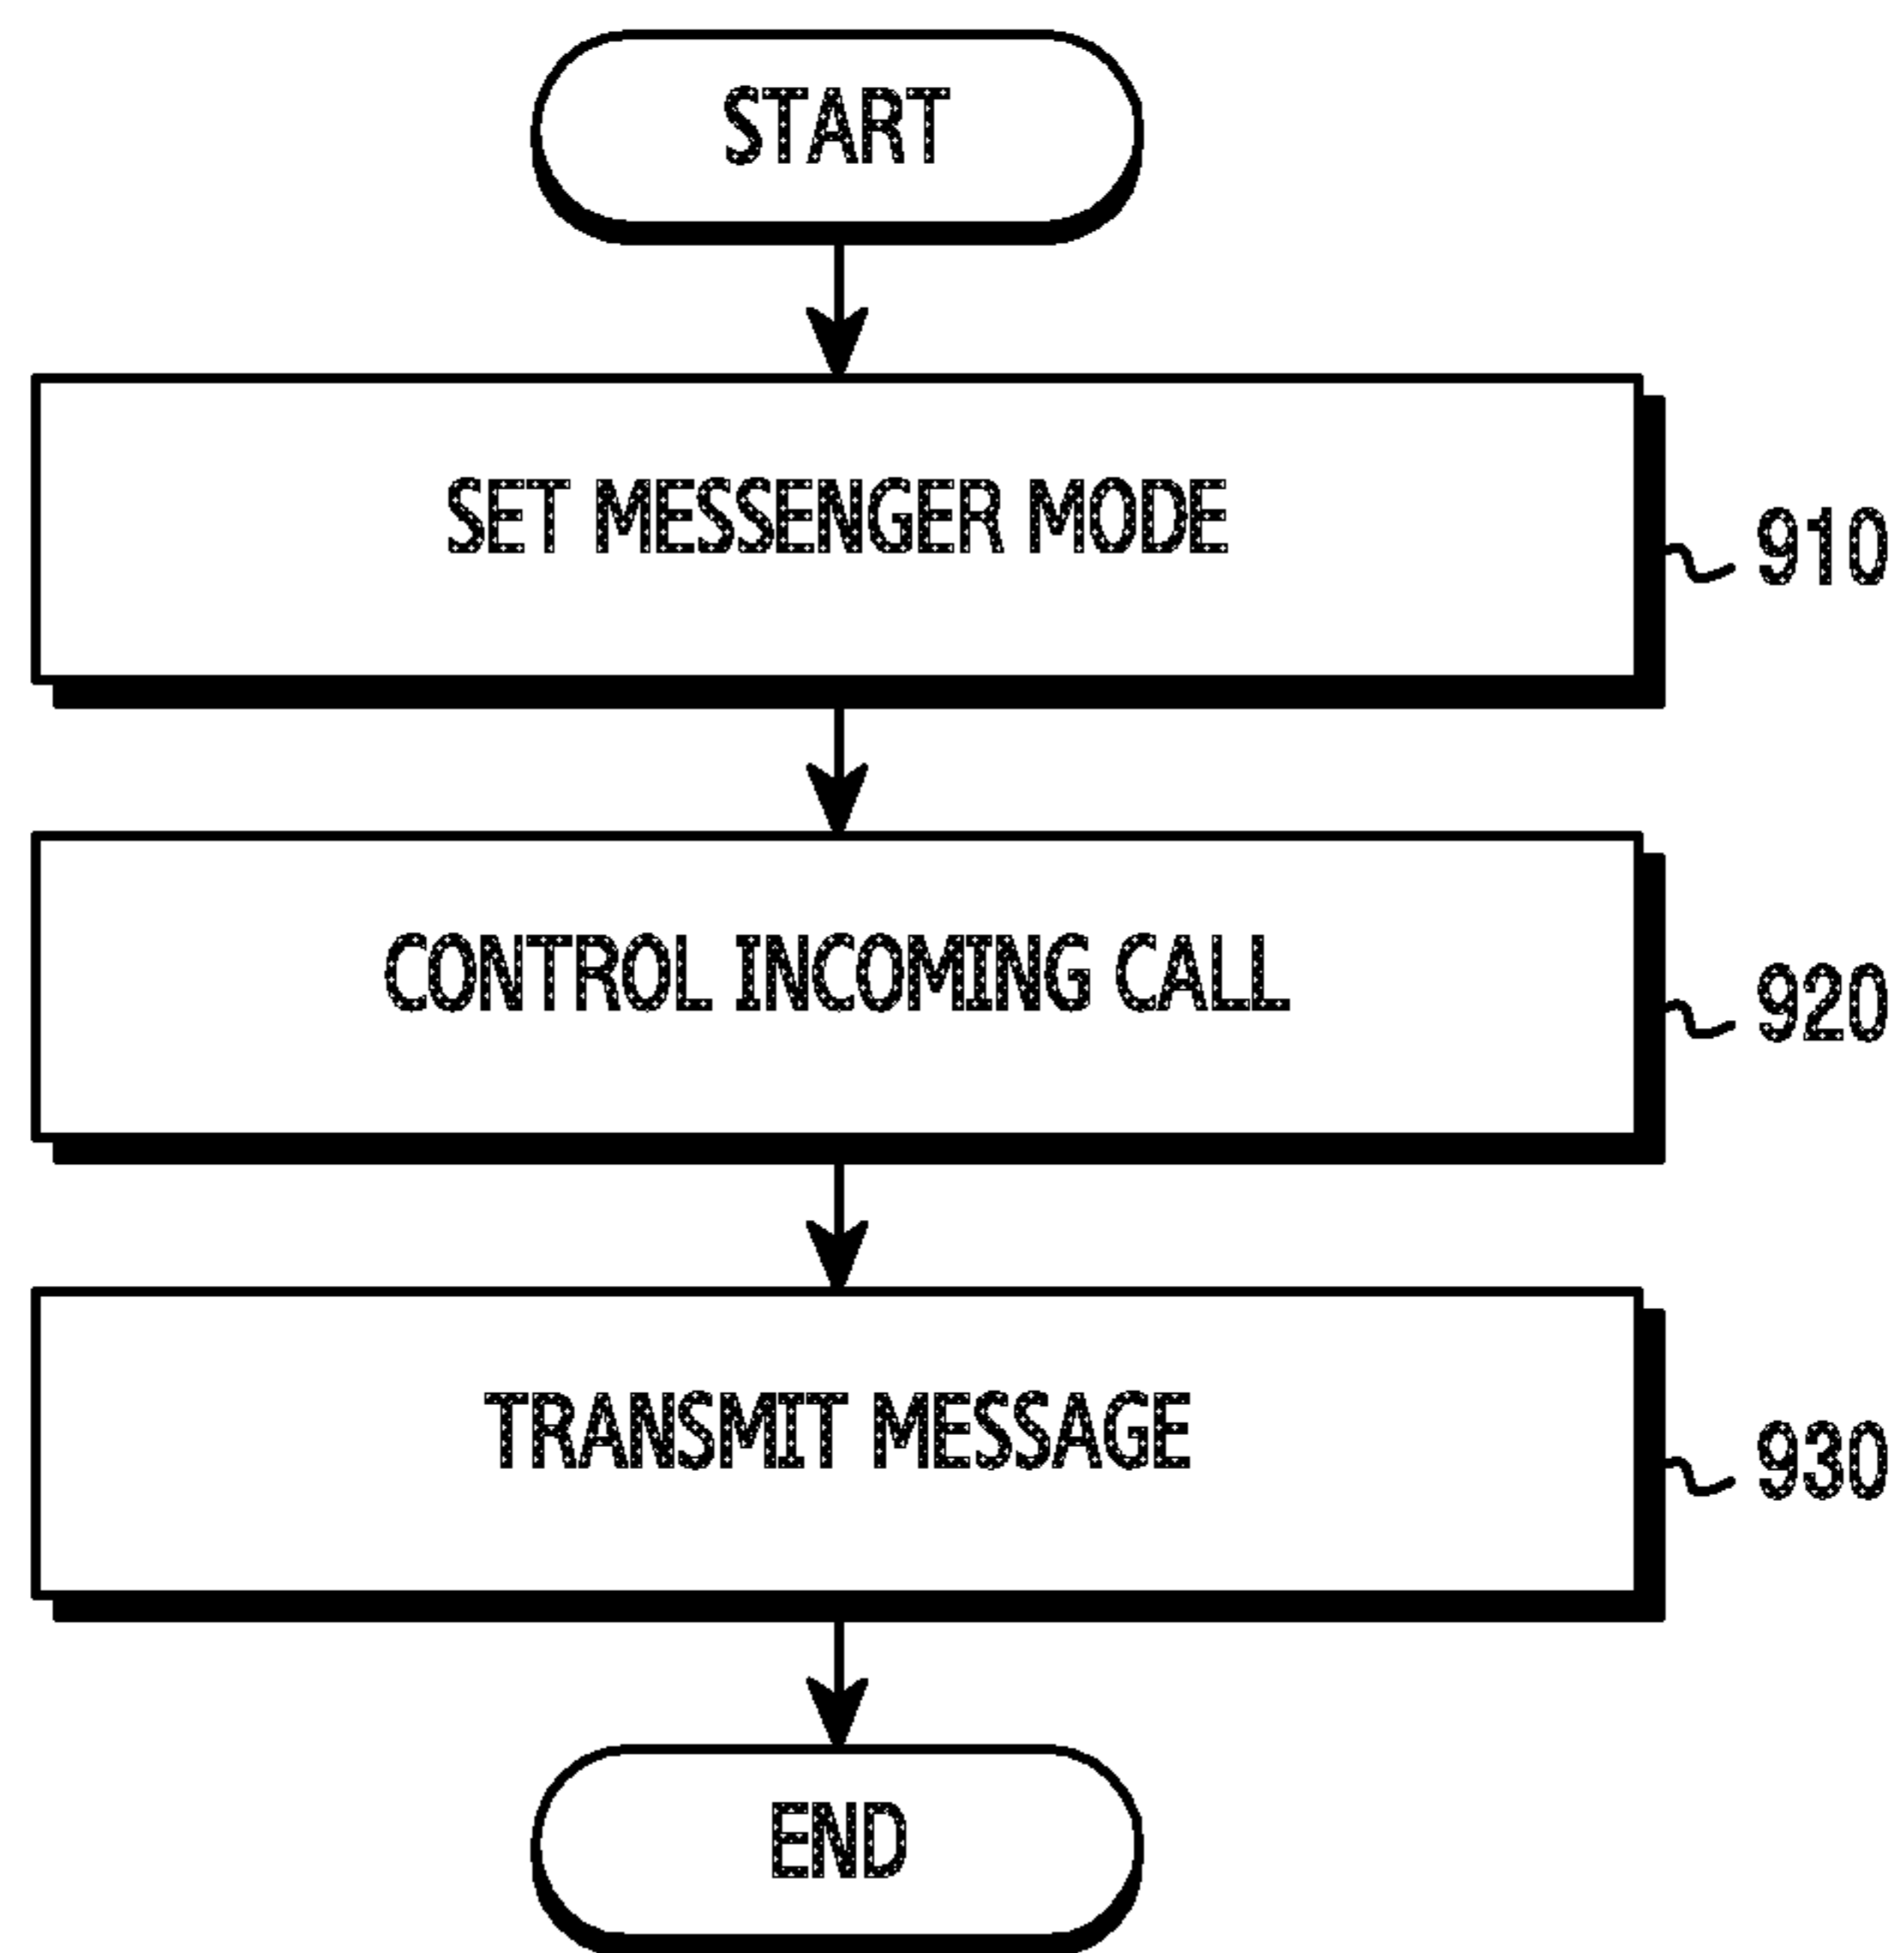 START
SET MESSENGER MODE
910
CONTROL INCOMING CALL
920
TRANSMIT MESSAGE
930
END